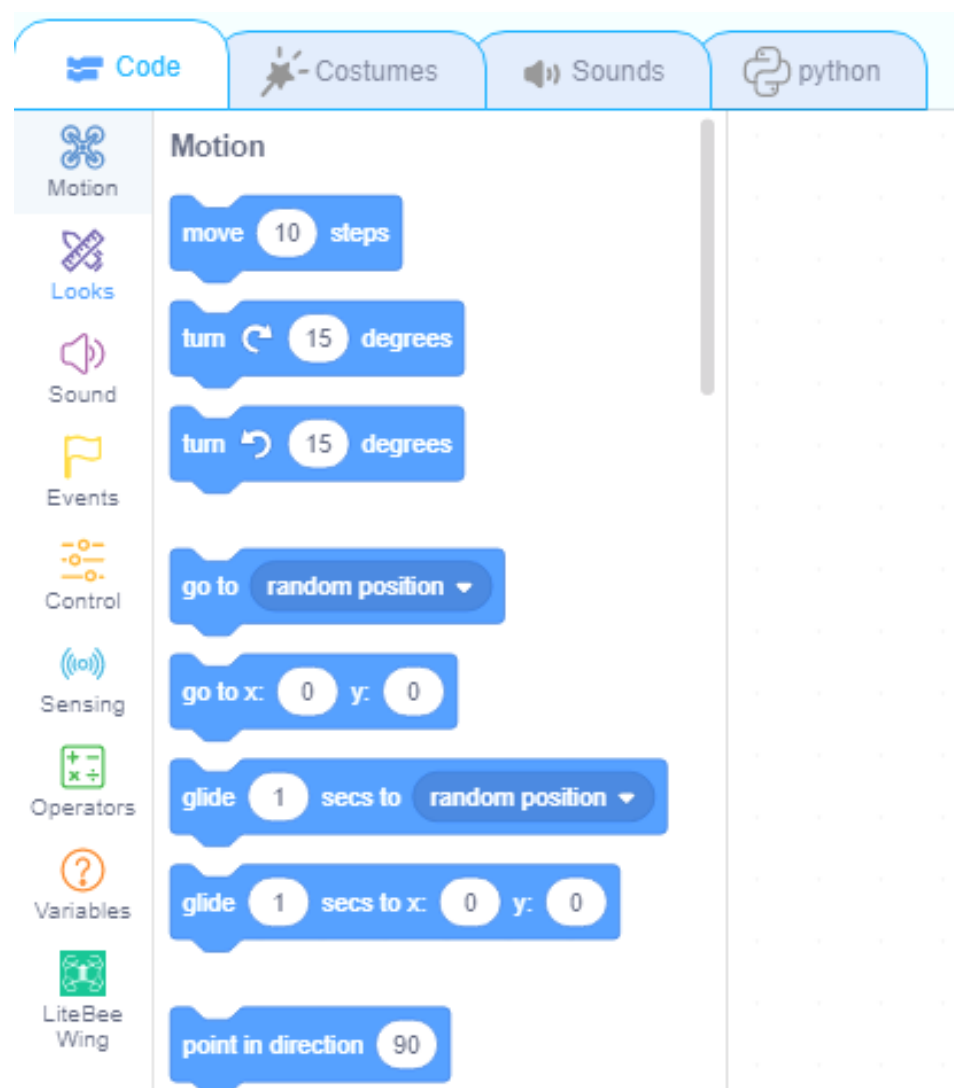 Code Costumes Sounds python
Motion
Looks
Sound
Events
Control
Sensing
Operators
Variables
LiteBee
Wing
Motion
move 10 steps
turn 15 degrees
turn 15 degrees
go to random position
go to x: 0 y: 0
glide 1 secs to random position
glide 1 secs to x: 0 y: 0
point in direction 90